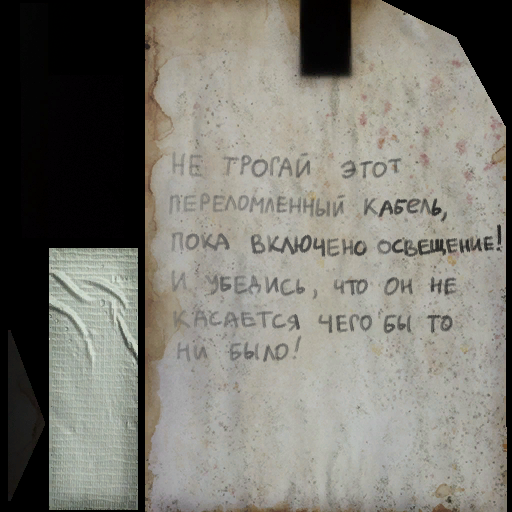 НЕ ТРОГАЙ ЭТОТ
ПЕРЕЛОМЛЕННЫЙ КАБЕЛЬ,
ПОКА ВКЛЮЧЕНО ОСВЕЩЕНИЕ!
И УБЕДИСЬ, ЧТО ОН НЕ
КАСАЕТСЯ ЧЕГО БЫ ТО
НИ БЫЛО!